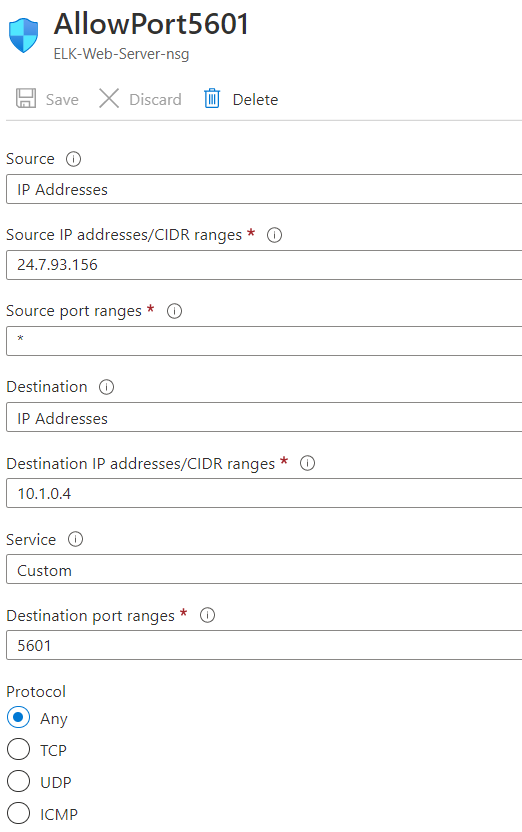 AllowPort5601
ELK-Web-Server-nsg
Save Discard Delete
Source
IP Addresses
Source IP addresses/CIDR ranges *
24.7.93.156
Source port ranges *
*
Destination
IP Addresses
Destination IP addresses/CIDR ranges *
10.1.0.4
Service
Custom
Destination port ranges *
5601
Protocol
Any
TCP
UDP
ICMP